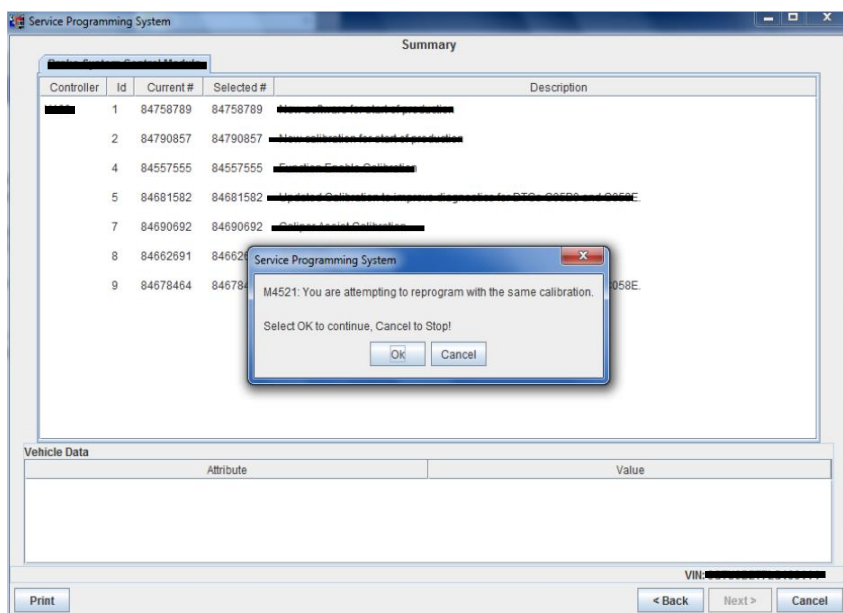 Service Programming System
Summary
Controller Id Current # Selected # Description
1 84758789 84758789
2 84790857 84790857
4 84557555 84557555
5 84681582 84681582
7 84690692 84690692
8 84662691 84662
9 84678464 84678 058E.
Service Programming System
M4521: You are attempting to reprogram with the same calibration.
Select OK to continue, Cancel to Stop!
Ok Cancel
Vehicle Data
Attribute Value
VIN:
Print < Back Next > Cancel